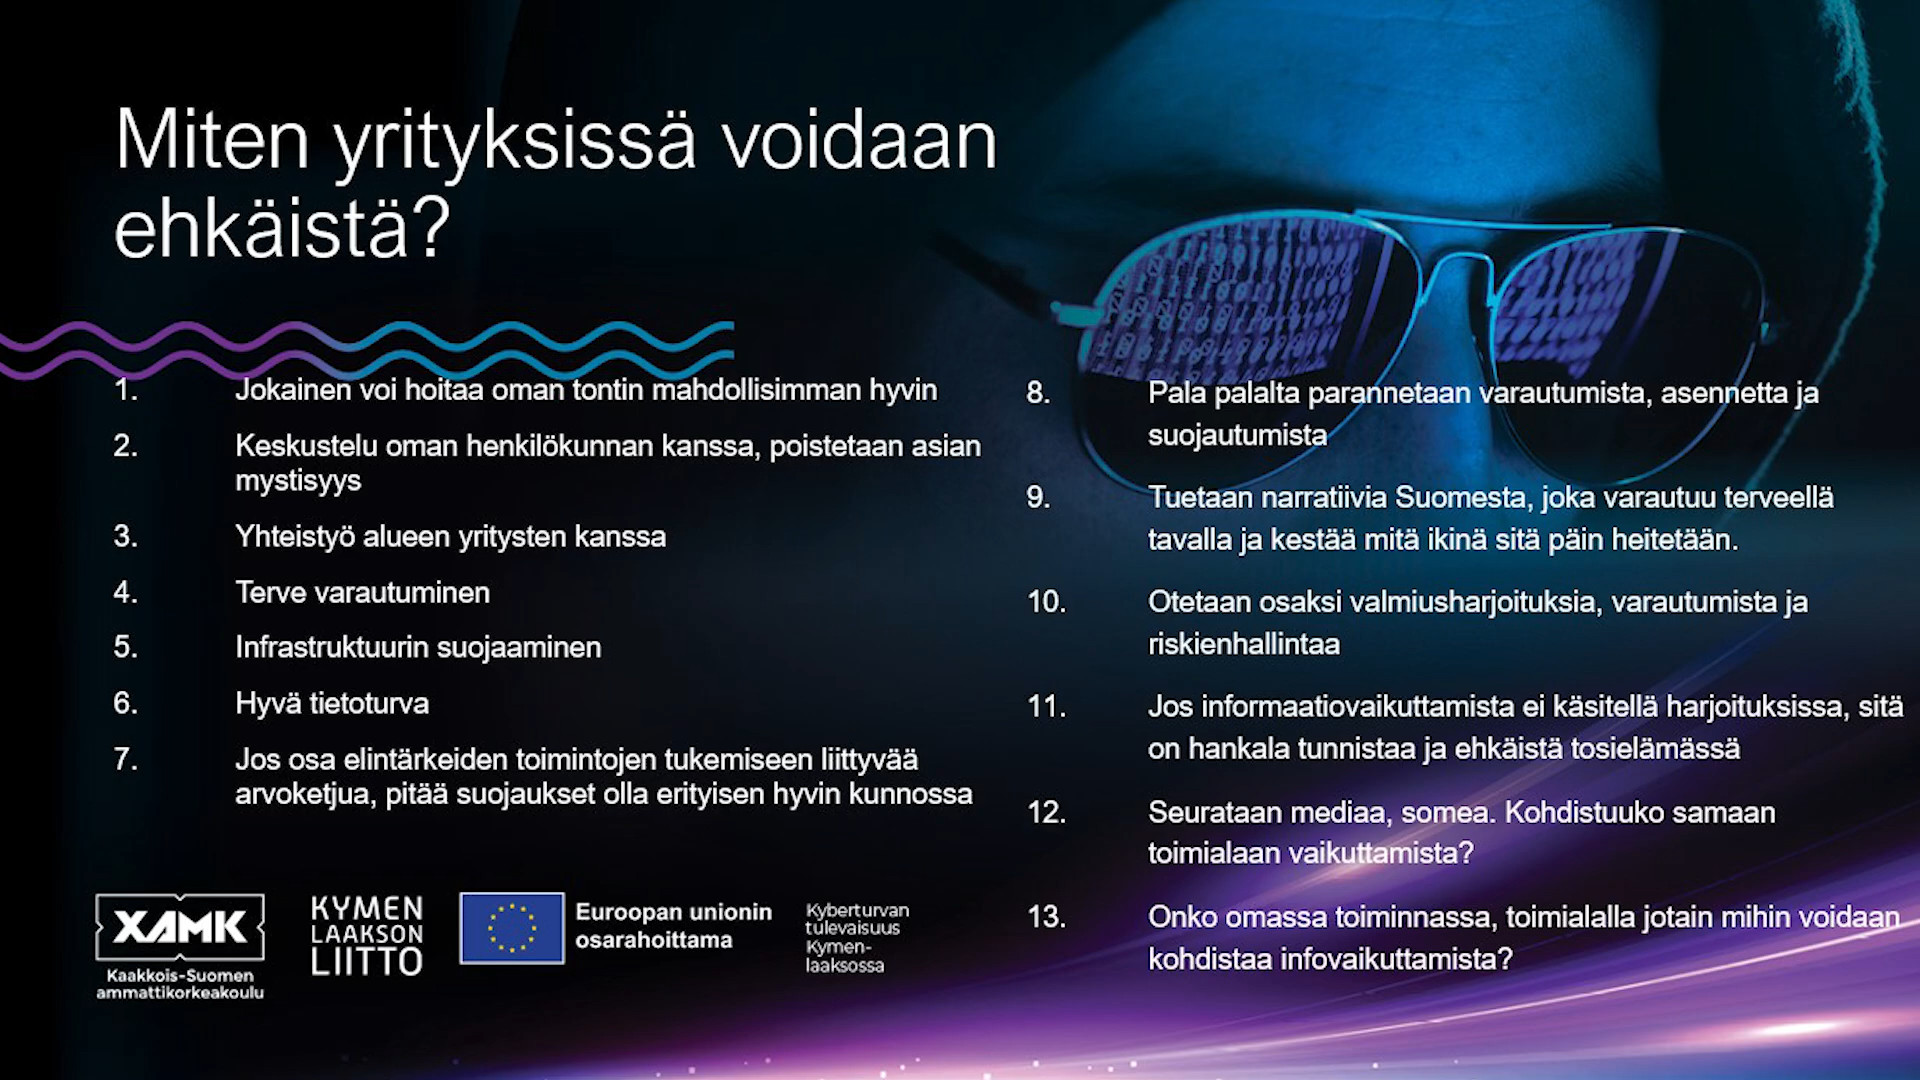 Miten yrityksissä voidaan
ehkäistä?
1. Jokainen voi hoitaa oman tontin mahdollisimman hyvin
2. Keskustelu oman henkilökunnan kanssa, poistetaan asian
mystisyys
3. Yhteistyö alueen yritysten kanssa
4. Terve varautuminen
5. Infrastruktuurin suojaaminen
6. Hyvä tietoturva
7. Jos osa elintärkeiden toimintojen tukemiseen liittyvää
arvoketjua, pitää suojaukset olla erityisen hyvin kunnossa
8. Pala palalta parannetaan varautumista, asennetta ja
suojautumista
9. Tuetaan narratiivia Suomesta, joka varautuu terveellä
tavalla ja kestää mitä ikinä sitä päin heitetään.
10. Otetaan osaksi valmiusharjoituksia, varautumista ja
riskienhallintaa
11. Jos informaatiovaikuttamista ei käsitellä harjoituksissa, sitä
on hankala tunnistaa ja ehkäistä tosielämässä
12. Seurataan mediaa, somea. Kohdistuuko samaan
toimialaan vaikuttamista?
13. Onko omassa toiminnassa, toimialalla jotain mihin voidaan
kohdistaa infovaikuttamista?
XAMK
Kaakkois-Suomen
ammattikorkeakoulu
KYMEN
LAAKSON
LIITTO
Euroopan unionin
osarahoittama
Kyberturvan
tulevaisuus
Kymen-
laaksossa